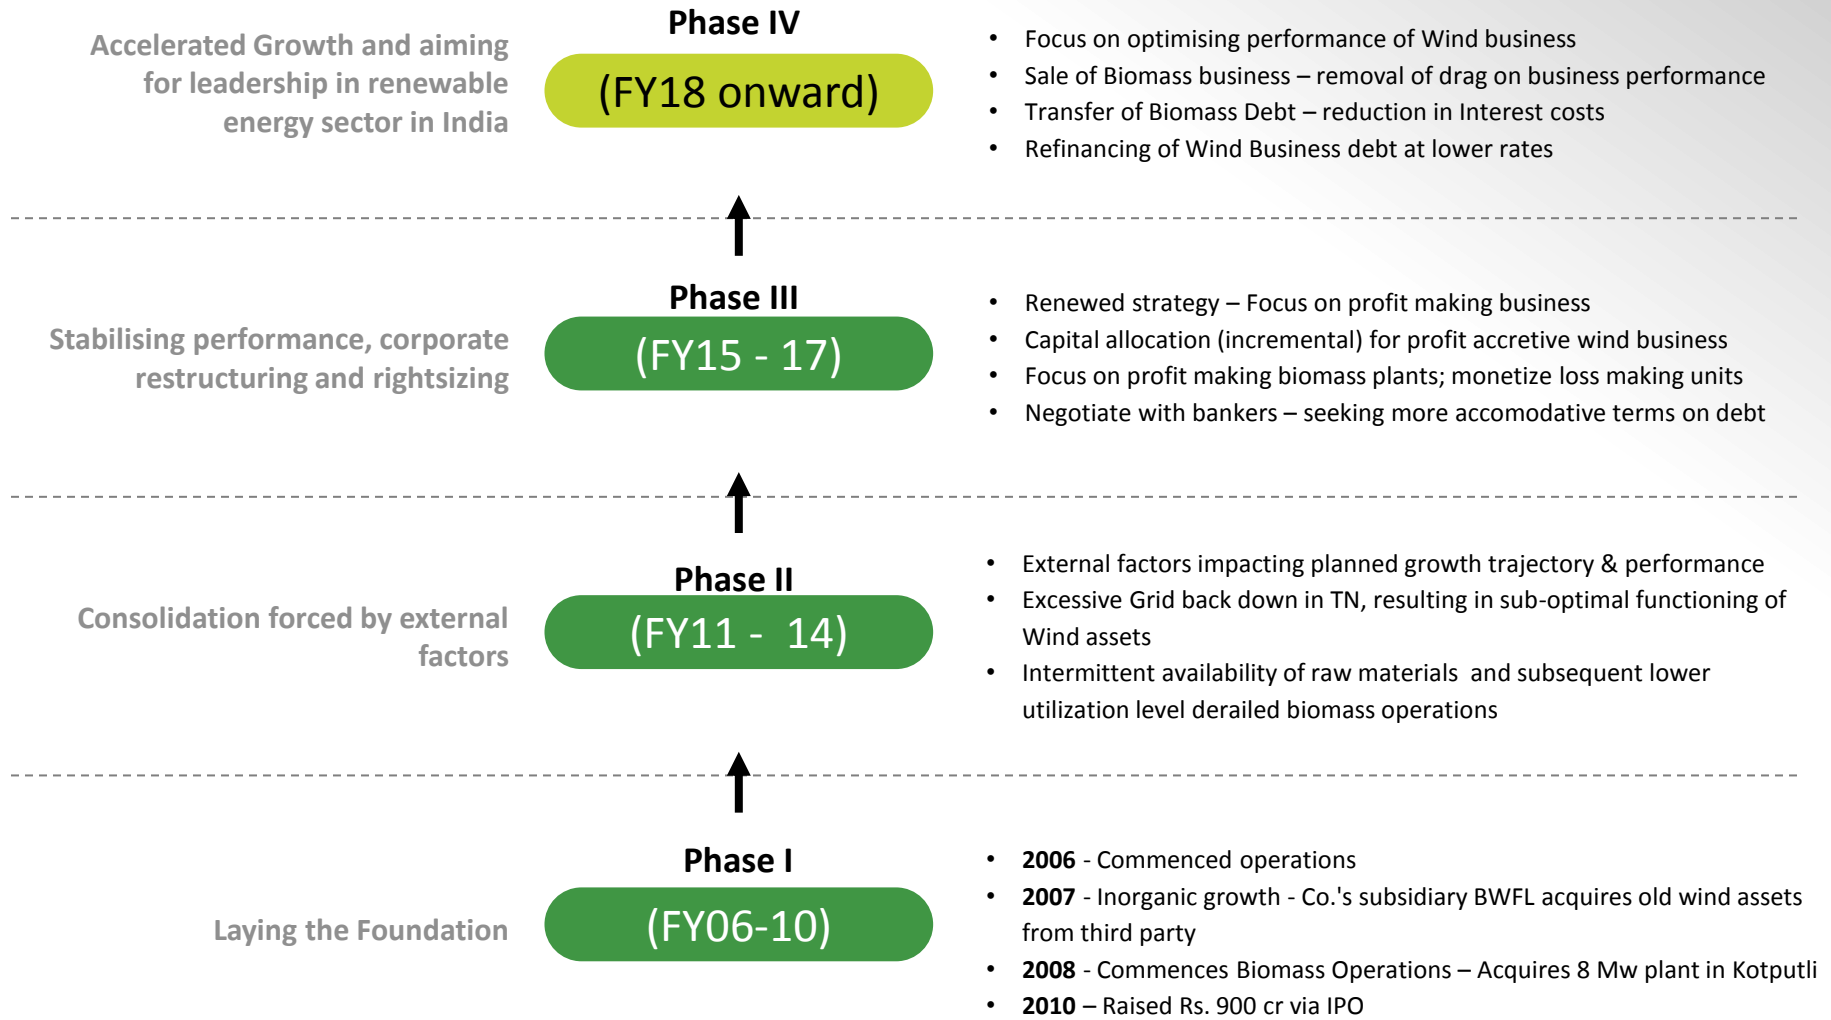 Phase IV
Accelerated Growth and aiming
for leadership in renewable
energy sector in India
(FY18 onward)
• Focus on optimising performance of Wind business
• Sale of Biomass business – removal of drag on business performance
• Transfer of Biomass Debt – reduction in Interest costs
• Refinancing of Wind Business debt at lower rates
Phase III
Stabilising performance, corporate
restructuring and rightsizing
(FY15 - 17)
• Renewed strategy – Focus on profit making business
• Capital allocation (incremental) for profit accretive wind business
• Focus on profit making biomass plants; monetize loss making units
• Negotiate with bankers – seeking more accomodative terms on debt
Phase II
Consolidation forced by external
factors
(FY11 - 14)
• External factors impacting planned growth trajectory & performance
• Excessive Grid back down in TN, resulting in sub-optimal functioning of
Wind assets
• Intermittent availability of raw materials and subsequent lower
utilization level derailed biomass operations
Phase I
Laying the Foundation
(FY06-10)
• 2006 - Commenced operations
• 2007 - Inorganic growth - Co.'s subsidiary BWFL acquires old wind assets
from third party
• 2008 - Commences Biomass Operations – Acquires 8 Mw plant in Kotputli
• 2010 – Raised Rs. 900 cr via IPO